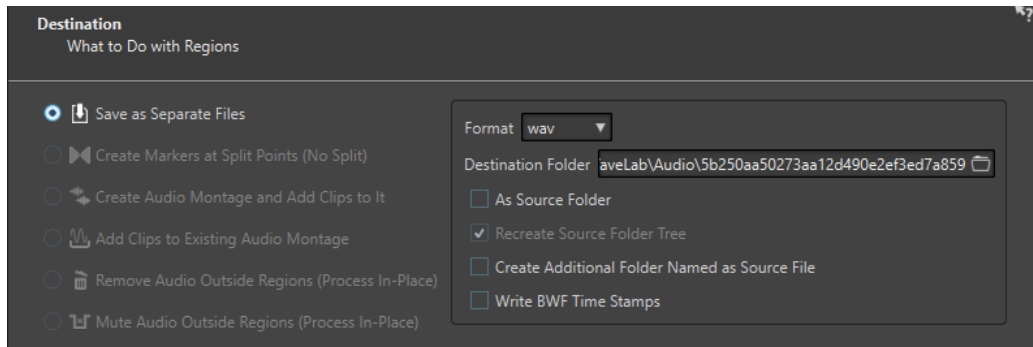 Destination
What to Do with Regions
Save as Separate Files
Create Markers at Split Points (No Split)
Create Audio Montage and Add Clips to It
Add Clips to Existing Audio Montage
Remove Audio Outside Regions (Process In-Place)
Mute Audio Outside Regions (Process In-Place)
Format wav
Destination Folder aveLab\Audio\5b250aa50273aa12d490e2ef3ed7a859
As Source Folder
Recreate Source Folder Tree
Create Additional Folder Named as Source File
Write BWF Time Stamps